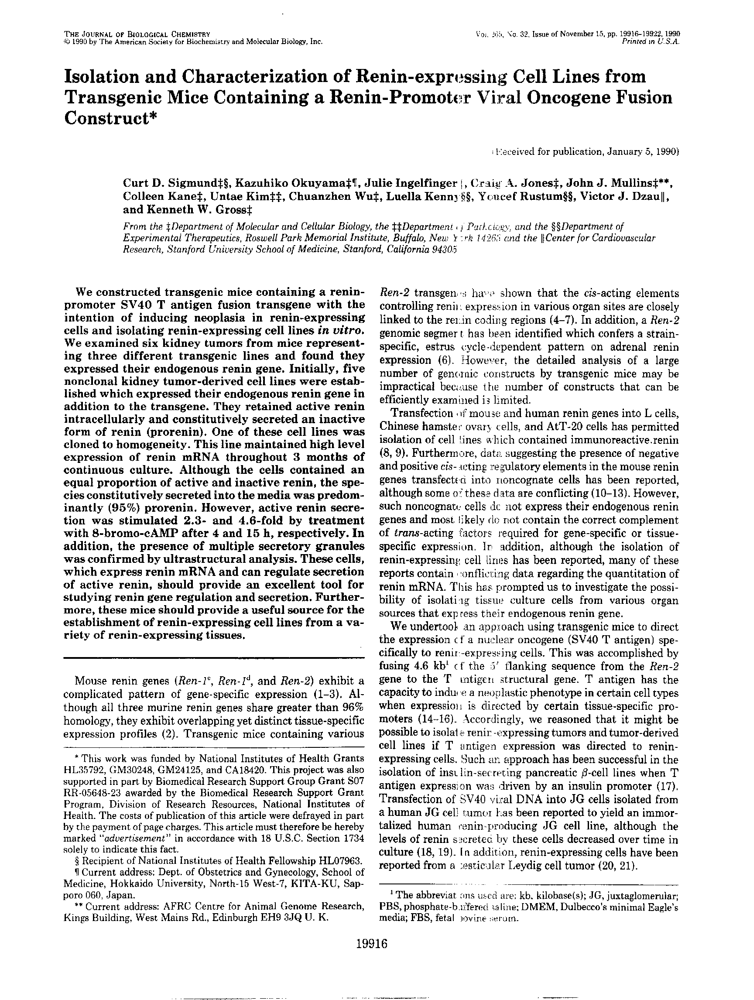 THE JOURNAL OF BIOLOGICAL CHEMISTRY
© 1990 by The American Society for Biochemistry and Molecular Biology, Inc.
Vol. 265, No. 32, Issue of November 15, pp. 19916-19922, 1990
Printed in U.S.A.
Isolation and Characterization of Renin-expressing Cell Lines from
Transgenic Mice Containing a Renin-Promoter Viral Oncogene Fusion
Construct*
(Received for publication, January 5, 1990)
Curt D. Sigmund‡§, Kazuhiko Okuyama‡¶, Julie Ingelfinger∥, Craig A. Jones‡, John J. Mullins‡**,
Colleen Kane‡, Untae Kim‡‡, Chuanzhen Wu‡, Luella Kenny§§, Youcef Rustum§§, Victor J. Dzau∥,
and Kenneth W. Gross‡
From the ‡Department of Molecular and Cellular Biology, the ‡‡Department of Pathology, and the §§Department of
Experimental Therapeutics, Roswell Park Memorial Institute, Buffalo, New York 14263 and the ∥Center for Cardiovascular
Research, Stanford University School of Medicine, Stanford, California 94305
We constructed transgenic mice containing a renin-
promoter SV40 T antigen fusion transgene with the
intention of inducing neoplasia in renin-expressing
cells and isolating renin-expressing cell lines in vitro.
We examined six kidney tumors from mice represent-
ing three different transgenic lines and found they
expressed their endogenous renin gene. Initially, five
nonclonal kidney tumor-derived cell lines were estab-
lished which expressed their endogenous renin gene in
addition to the transgene. They retained active renin
intracellularly and constitutively secreted an inactive
form of renin (prorenin). One of these cell lines was
cloned to homogeneity. This line maintained high level
expression of renin mRNA throughout 3 months of
continuous culture. Although the cells contained an
equal proportion of active and inactive renin, the spe-
cies constitutively secreted into the media was predom-
inantly (95%) prorenin. However, active renin secre-
tion was stimulated 2.3- and 4.6-fold by treatment
with 8-bromo-cAMP after 4 and 15 h, respectively. In
addition, the presence of multiple secretory granules
was confirmed by ultrastructural analysis. These cells,
which express renin mRNA and can regulate secretion
of active renin, should provide an excellent tool for
studying renin gene regulation and secretion. Further-
more, these mice should provide a useful source for the
establishment of renin-expressing cell lines from a va-
riety of renin-expressing tissues.
Mouse renin genes (Ren-1ᶜ, Ren-1ᵈ, and Ren-2) exhibit a
complicated pattern of gene-specific expression (1-3). Al-
though all three murine renin genes share greater than 96%
homology, they exhibit overlapping yet distinct tissue-specific
expression profiles (2). Transgenic mice containing various
* This work was funded by National Institutes of Health Grants
HL35792, GM30248, GM24125, and CA18420. This project was also
supported in part by Biomedical Research Support Group Grant S07
RR-05648-23 awarded by the Biomedical Research Support Grant
Program, Division of Research Resources, National Institutes of
Health. The costs of publication of this article were defrayed in part
by the payment of page charges. This article must therefore be hereby
marked "advertisement" in accordance with 18 U.S.C. Section 1734
solely to indicate this fact.
§ Recipient of National Institutes of Health Fellowship HL07963.
¶ Current address: Dept. of Obstetrics and Gynecology, School of
Medicine, Hokkaido University, North-15 West-7, KITA-KU, Sap-
poro 060, Japan.
** Current address: AFRC Centre for Animal Genome Research,
Kings Building, West Mains Rd., Edinburgh EH9 3JQ U. K.
Ren-2 transgenes have shown that the cis-acting elements
controlling renin expression in various organ sites are closely
linked to the renin coding regions (4-7). In addition, a Ren-2
genomic segment has been identified which confers a strain-
specific, estrus cycle-dependent pattern on adrenal renin
expression (6). However, the detailed analysis of a large
number of genomic constructs by transgenic mice may be
impractical because the number of constructs that can be
efficiently examined is limited.
Transfection of mouse and human renin genes into L cells,
Chinese hamster ovary cells, and AtT-20 cells has permitted
isolation of cell lines which contained immunoreactive renin
(8, 9). Furthermore, data suggesting the presence of negative
and positive cis-acting regulatory elements in the mouse renin
genes transfected into noncognate cells has been reported,
although some of these data are conflicting (10-13). However,
such noncognate cells do not express their endogenous renin
genes and most likely do not contain the correct complement
of trans-acting factors required for gene-specific or tissue-
specific expression. In addition, although the isolation of
renin-expressing cell lines has been reported, many of these
reports contain conflicting data regarding the quantitation of
renin mRNA. This has prompted us to investigate the possi-
bility of isolating tissue culture cells from various organ
sources that express their endogenous renin gene.
We undertook an approach using transgenic mice to direct
the expression of a nuclear oncogene (SV40 T antigen) spe-
cifically to renin-expressing cells. This was accomplished by
fusing 4.6 kb¹ of the 5′ flanking sequence from the Ren-2
gene to the T antigen structural gene. T antigen has the
capacity to induce a neoplastic phenotype in certain cell types
when expression is directed by certain tissue-specific pro-
moters (14-16). Accordingly, we reasoned that it might be
possible to isolate renin-expressing tumors and tumor-derived
cell lines if T antigen expression was directed to renin-
expressing cells. Such an approach has been successful in the
isolation of insulin-secreting pancreatic β-cell lines when T
antigen expression was driven by an insulin promoter (17).
Transfection of SV40 viral DNA into JG cells isolated from
a human JG cell tumor has been reported to yield an immor-
talized human renin-producing JG cell line, although the
levels of renin secreted by these cells decreased over time in
culture (18, 19). In addition, renin-expressing cells have been
reported from a testicular Leydig cell tumor (20, 21).
¹ The abbreviations used are: kb, kilobase(s); JG, juxtaglomerular;
PBS, phosphate-buffered saline; DMEM, Dulbecco's minimal Eagle's
media; FBS, fetal bovine serum.
19916